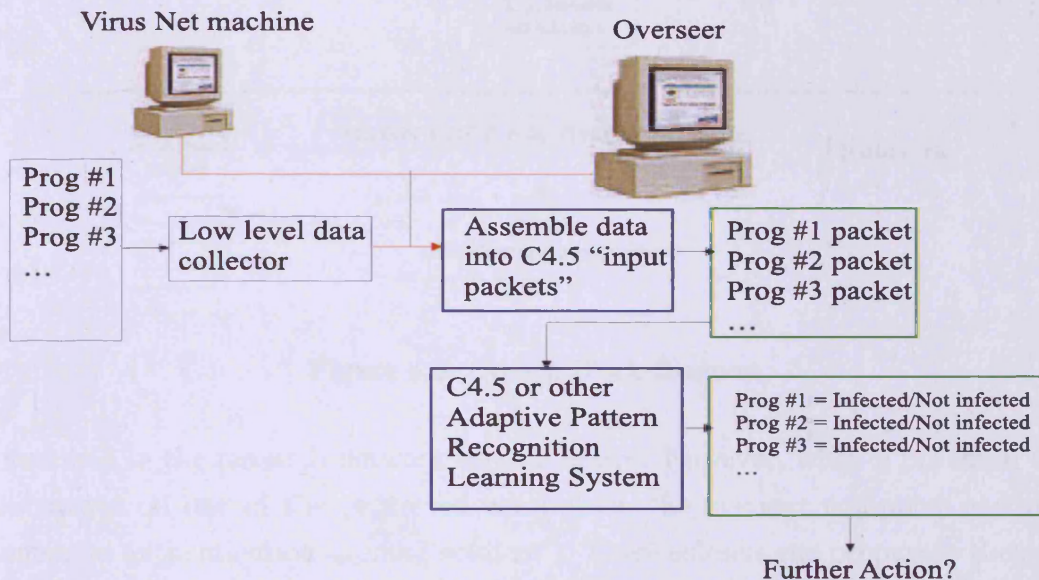 Virus Net machine
Overseer
Prog #1
Prog #2
Prog #3
...
Low level data
collector
Assemble data
into C4.5 “input
packets”
Prog #1 packet
Prog #2 packet
Prog #3 packet
...
C4.5 or other
Adaptive Pattern
Recognition
Learning System
Prog #1 = Infected/Not infected
Prog #2 = Infected/Not infected
Prog #3 = Infected/Not infected
...
Further Action?